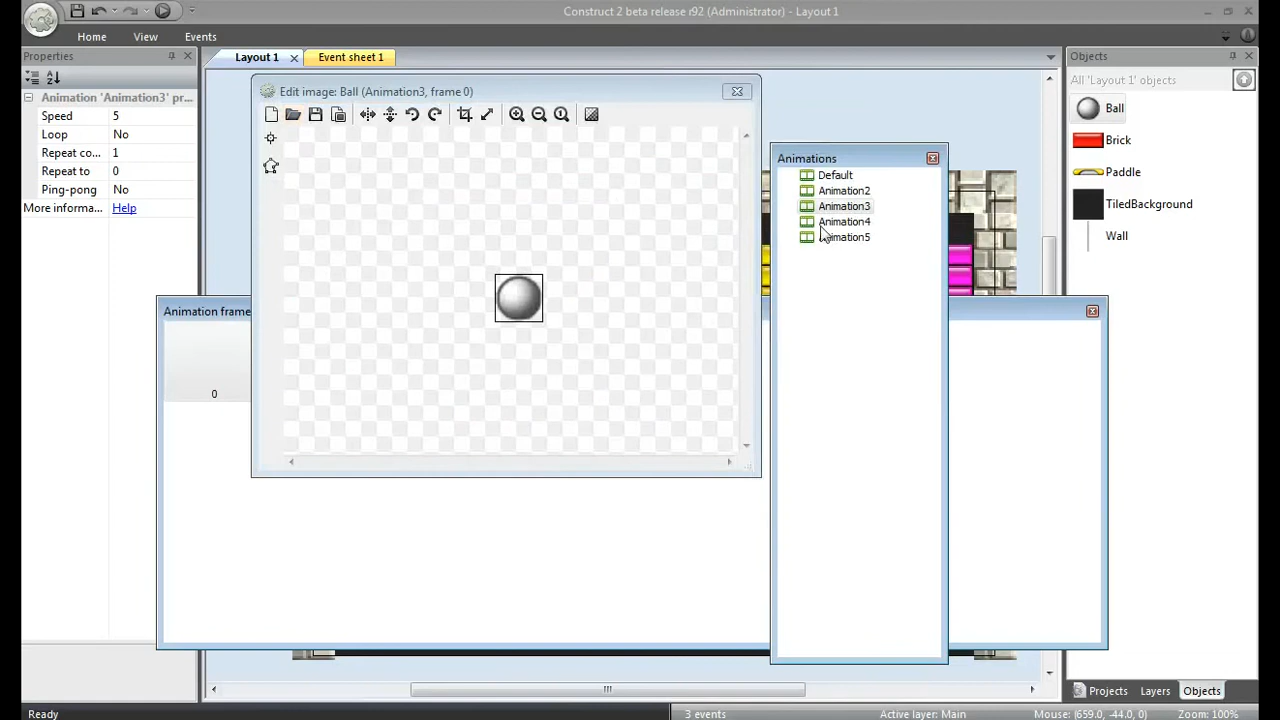 Construct 2 beta release r92 (Administrator) - Layout 1
Home
View
Events
Properties
Animation 'Animation3' pr...
Speed 5
Loop No
Repeat co... 1
Repeat to 0
Ping-pong No
More informa... Help
Layout 1
Event sheet 1
Edit image: Ball (Animation3, frame 0)
Animation frame
0
Animations
Default
Animation2
Animation3
Animation4
Objects
All 'Layout 1' objects
Ball
Brick
Paddle
TiledBackground
Wall
Projects
Layers
Objects
Ready
3 events
Active layer: Main
Mouse: (659.0, -44.0, 0)
Zoom: 100%